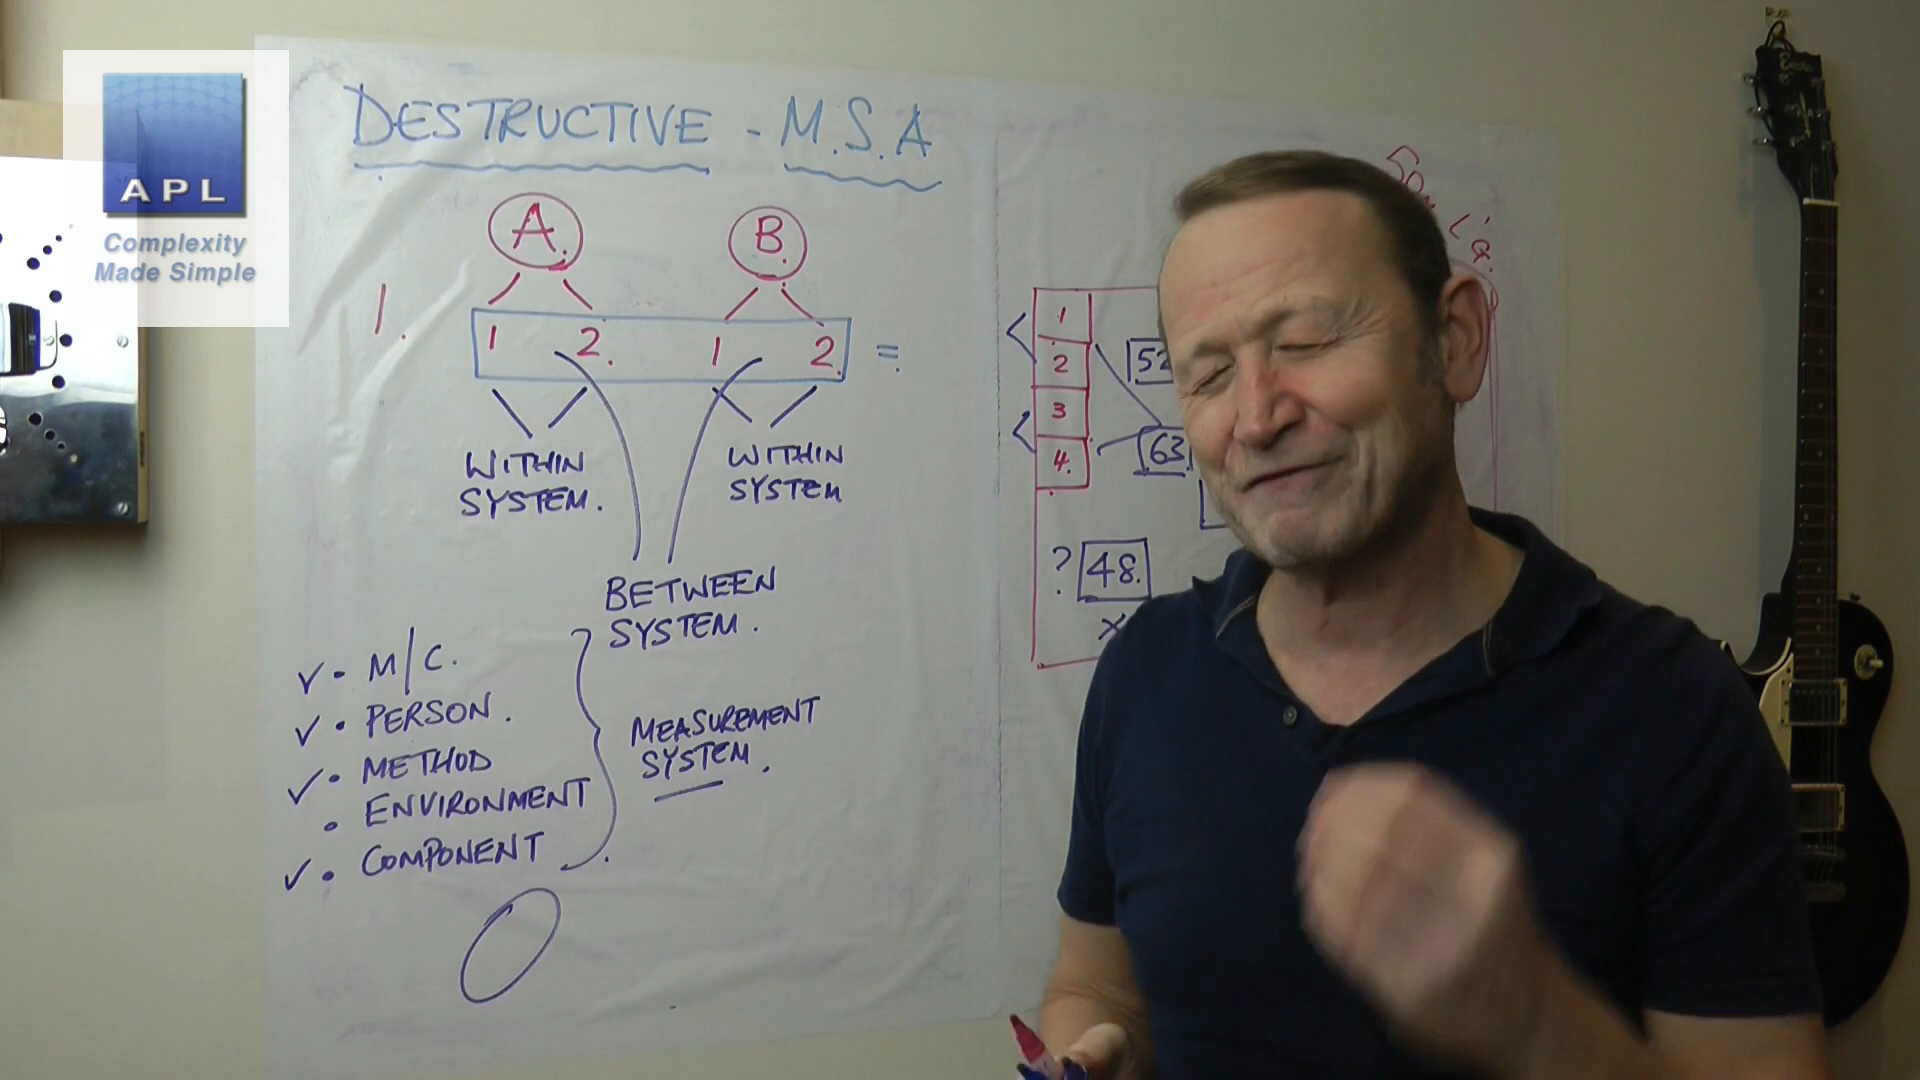 APL
Complexity
Made Simple
DESTRUCTIVE - M.S.A
A.
B.
1.
1 2. 1 2. =
WITHIN
SYSTEM.
WITHIN
SYSTEM
BETWEEN
SYSTEM.
✓ • M/C.
✓ • PERSON.
✓ • METHOD
• ENVIRONMENT
✓ • COMPONENT
MEASUREMENT
SYSTEM.
1
2
3
4.
52
63.
? 48.
x